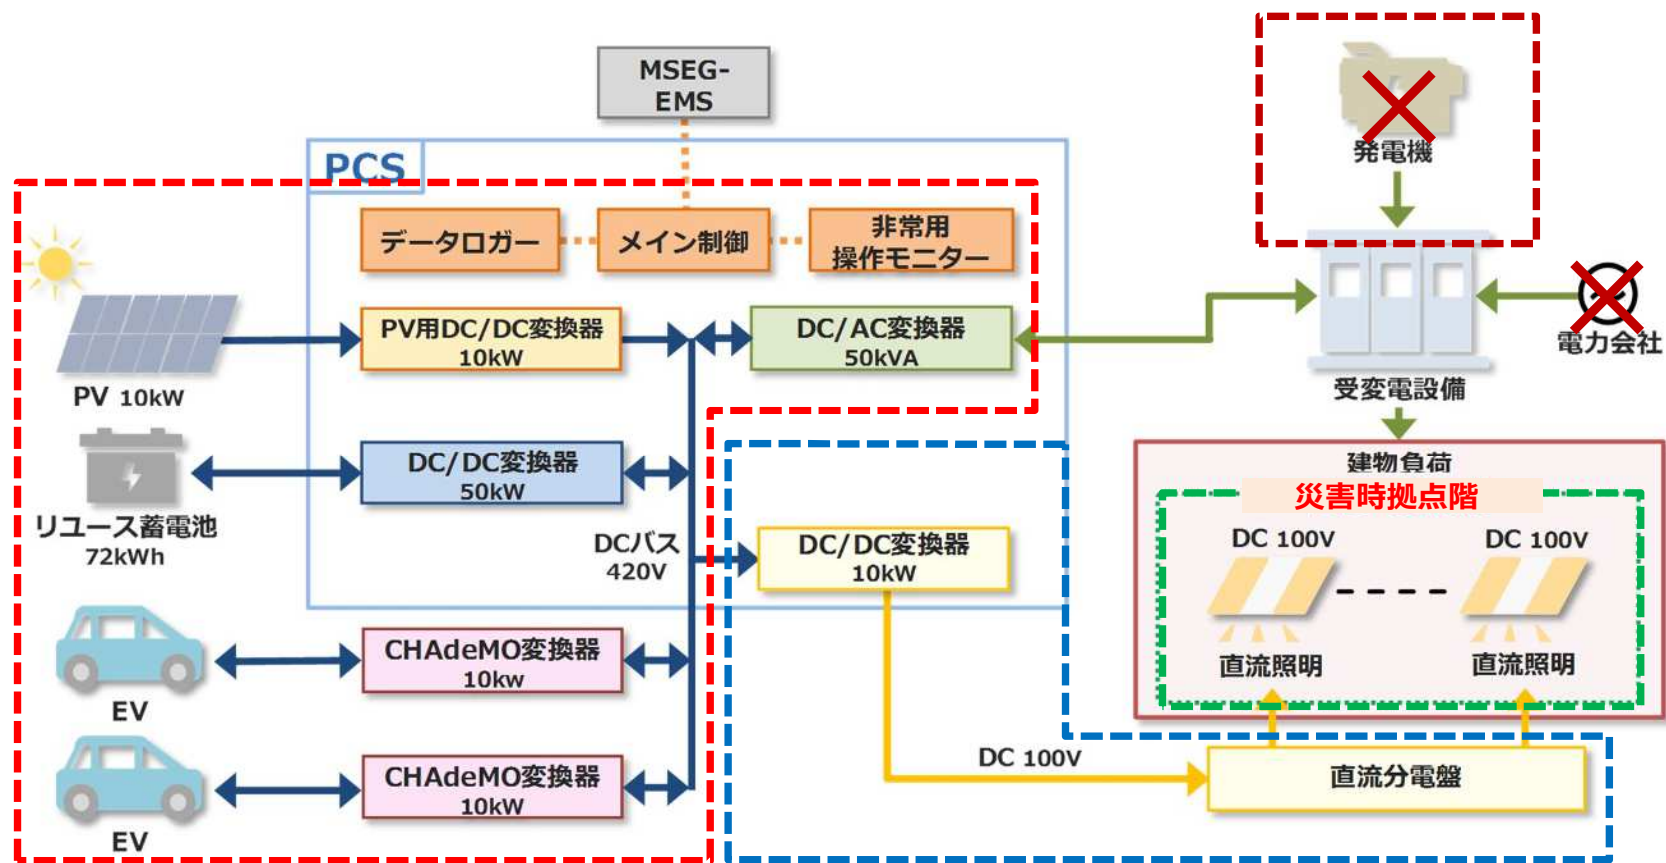 MSEG-
EMS
PCS
データロガー
メイン制御
非常用
操作モニター
発電機
PV用DC/DC変換器
10kW
DC/AC変換器
50kVA
電力会社
受変電設備
PV 10kW
DC/DC変換器
50kW
リユース蓄電池
72kWh
DCバス
420V
DC/DC変換器
10kW
建物負荷
災害時拠点階
DC 100V
DC 100V
直流照明
直流照明
CHAdeMO変換器
10kw
EV
CHAdeMO変換器
10kW
EV
DC 100V
直流分電盤